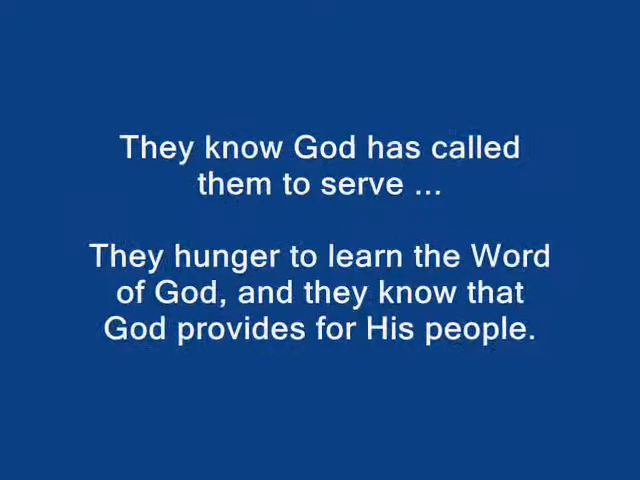 They know God has called
them to serve ...
They hunger to learn the Word
of God, and they know that
God provides for His people.